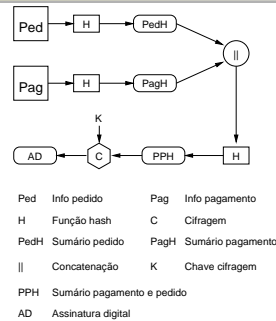 Ped H PedH
||
Pag H PagH
K
AD C PPH H
Ped Info pedido Pag Info pagamento
H Função hash C Cifragem
PedH Sumário pedido PagH Sumário pagamento
|| Concatenação K Chave cifragem
PPH Sumário pagamento e pedido
AD Assinatura digital